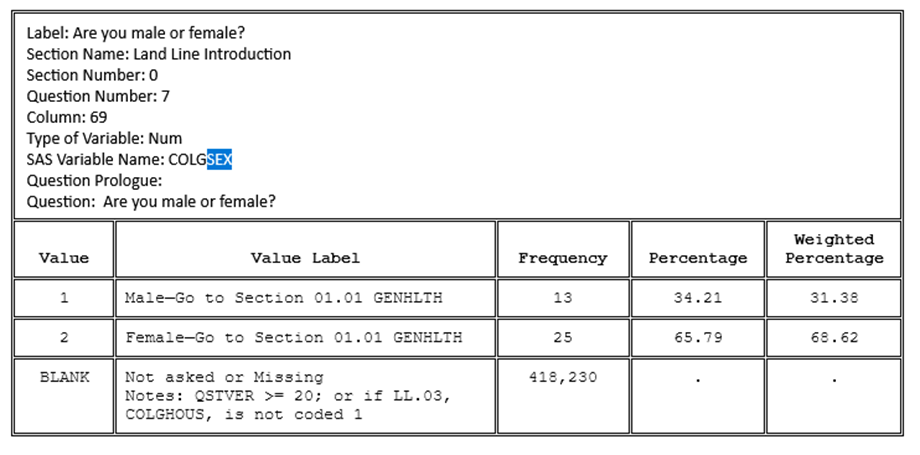 Label: Are you male or female?
Section Name: Land Line Introduction
Section Number: 0
Question Number: 7
Column: 69
Type of Variable: Num
SAS Variable Name: COLGSEX
Question Prologue:
Question:  Are you male or female?
Value Value Label Frequency Percentage Weighted Percentage
1 Male—Go to Section 01.01 GENHLTH 13 34.21 31.38
2 Female—Go to Section 01.01 GENHLTH 25 65.79 68.62
BLANK Not asked or Missing 418,230 . .
Notes: QSTVER >= 20; or if LL.03,
COLGHOUS, is not coded 1